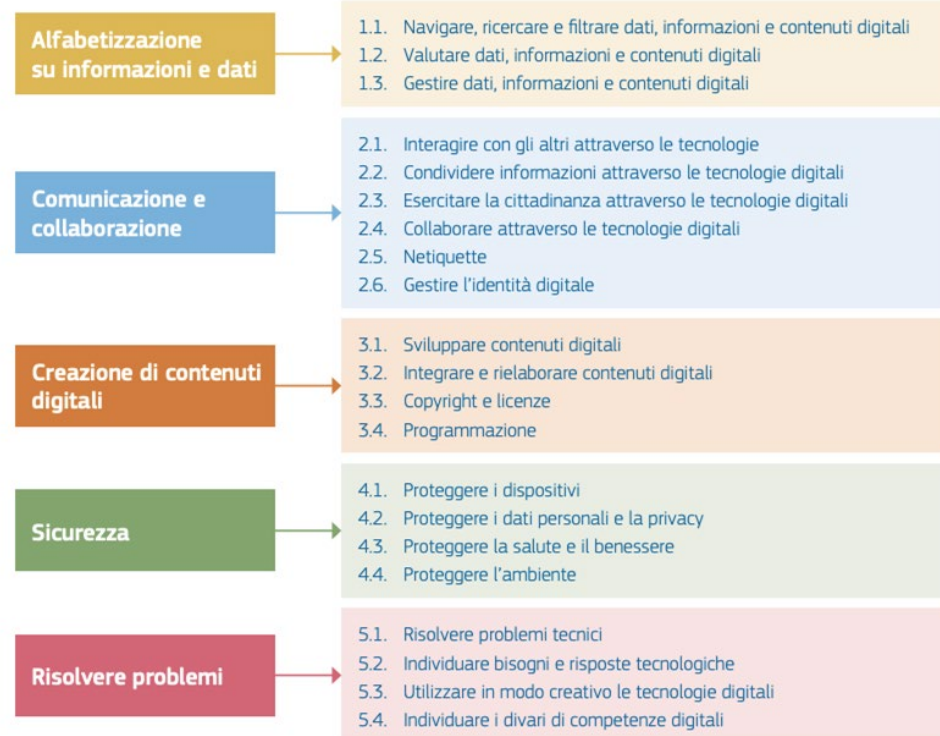 Alfabetizzazione
su informazioni e dati
1.1. Navigare, ricercare e filtrare dati, informazioni e contenuti digitali
1.2. Valutare dati, informazioni e contenuti digitali
1.3. Gestire dati, informazioni e contenuti digitali
Comunicazione e
collaborazione
2.1. Interagire con gli altri attraverso le tecnologie
2.2. Condividere informazioni attraverso le tecnologie digitali
2.3. Esercitare la cittadinanza attraverso le tecnologie digitali
2.4. Collaborare attraverso le tecnologie digitali
2.5. Netiquette
2.6. Gestire l'identità digitale
Creazione di contenuti
digitali
3.1. Sviluppare contenuti digitali
3.2. Integrare e rielaborare contenuti digitali
3.3. Copyright e licenze
3.4. Programmazione
Sicurezza
4.1. Proteggere i dispositivi
4.2. Proteggere i dati personali e la privacy
4.3. Proteggere la salute e il benessere
4.4. Proteggere l'ambiente
Risolvere problemi
5.1. Risolvere problemi tecnici
5.2. Individuare bisogni e risposte tecnologiche
5.3. Utilizzare in modo creativo le tecnologie digitali
5.4. Individuare i divari di competenze digitali